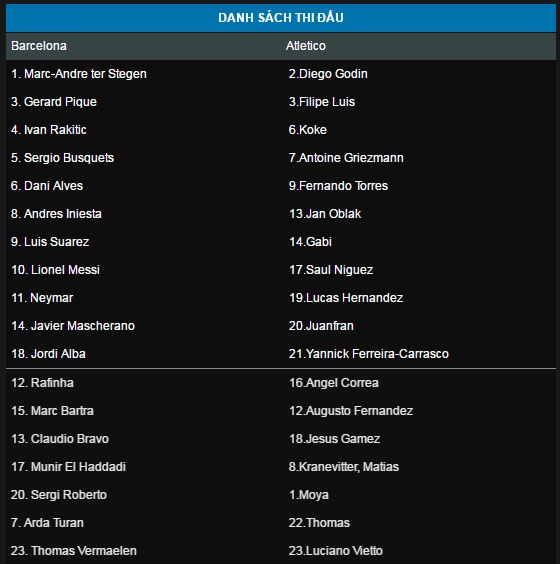 DANH SÁCH THI ĐẤU
Barcelona Atletico
1. Marc-Andre ter Stegen 2.Diego Godin
3. Gerard Pique 3.Filipe Luis
4. Ivan Rakitic 6.Koke
5. Sergio Busquets 7.Antoine Griezmann
6. Dani Alves 9.Fernando Torres
8. Andres Iniesta 13.Jan Oblak
9. Luis Suarez 14.Gabi
10. Lionel Messi 17.Saul Niguez
11. Neymar 19.Lucas Hernandez
14. Javier Mascherano 20.Juanfran
18. Jordi Alba 21.Yannick Ferreira-Carrasco
12. Rafinha 16.Angel Correa
15. Marc Bartra 12.Augusto Fernandez
13. Claudio Bravo 18.Jesus Gamez
17. Munir El Haddadi 8.Kranevitter, Matias
20. Sergi Roberto 1.Moya
7. Arda Turan 22.Thomas
23. Thomas Vermaelen 23.Luciano Vietto